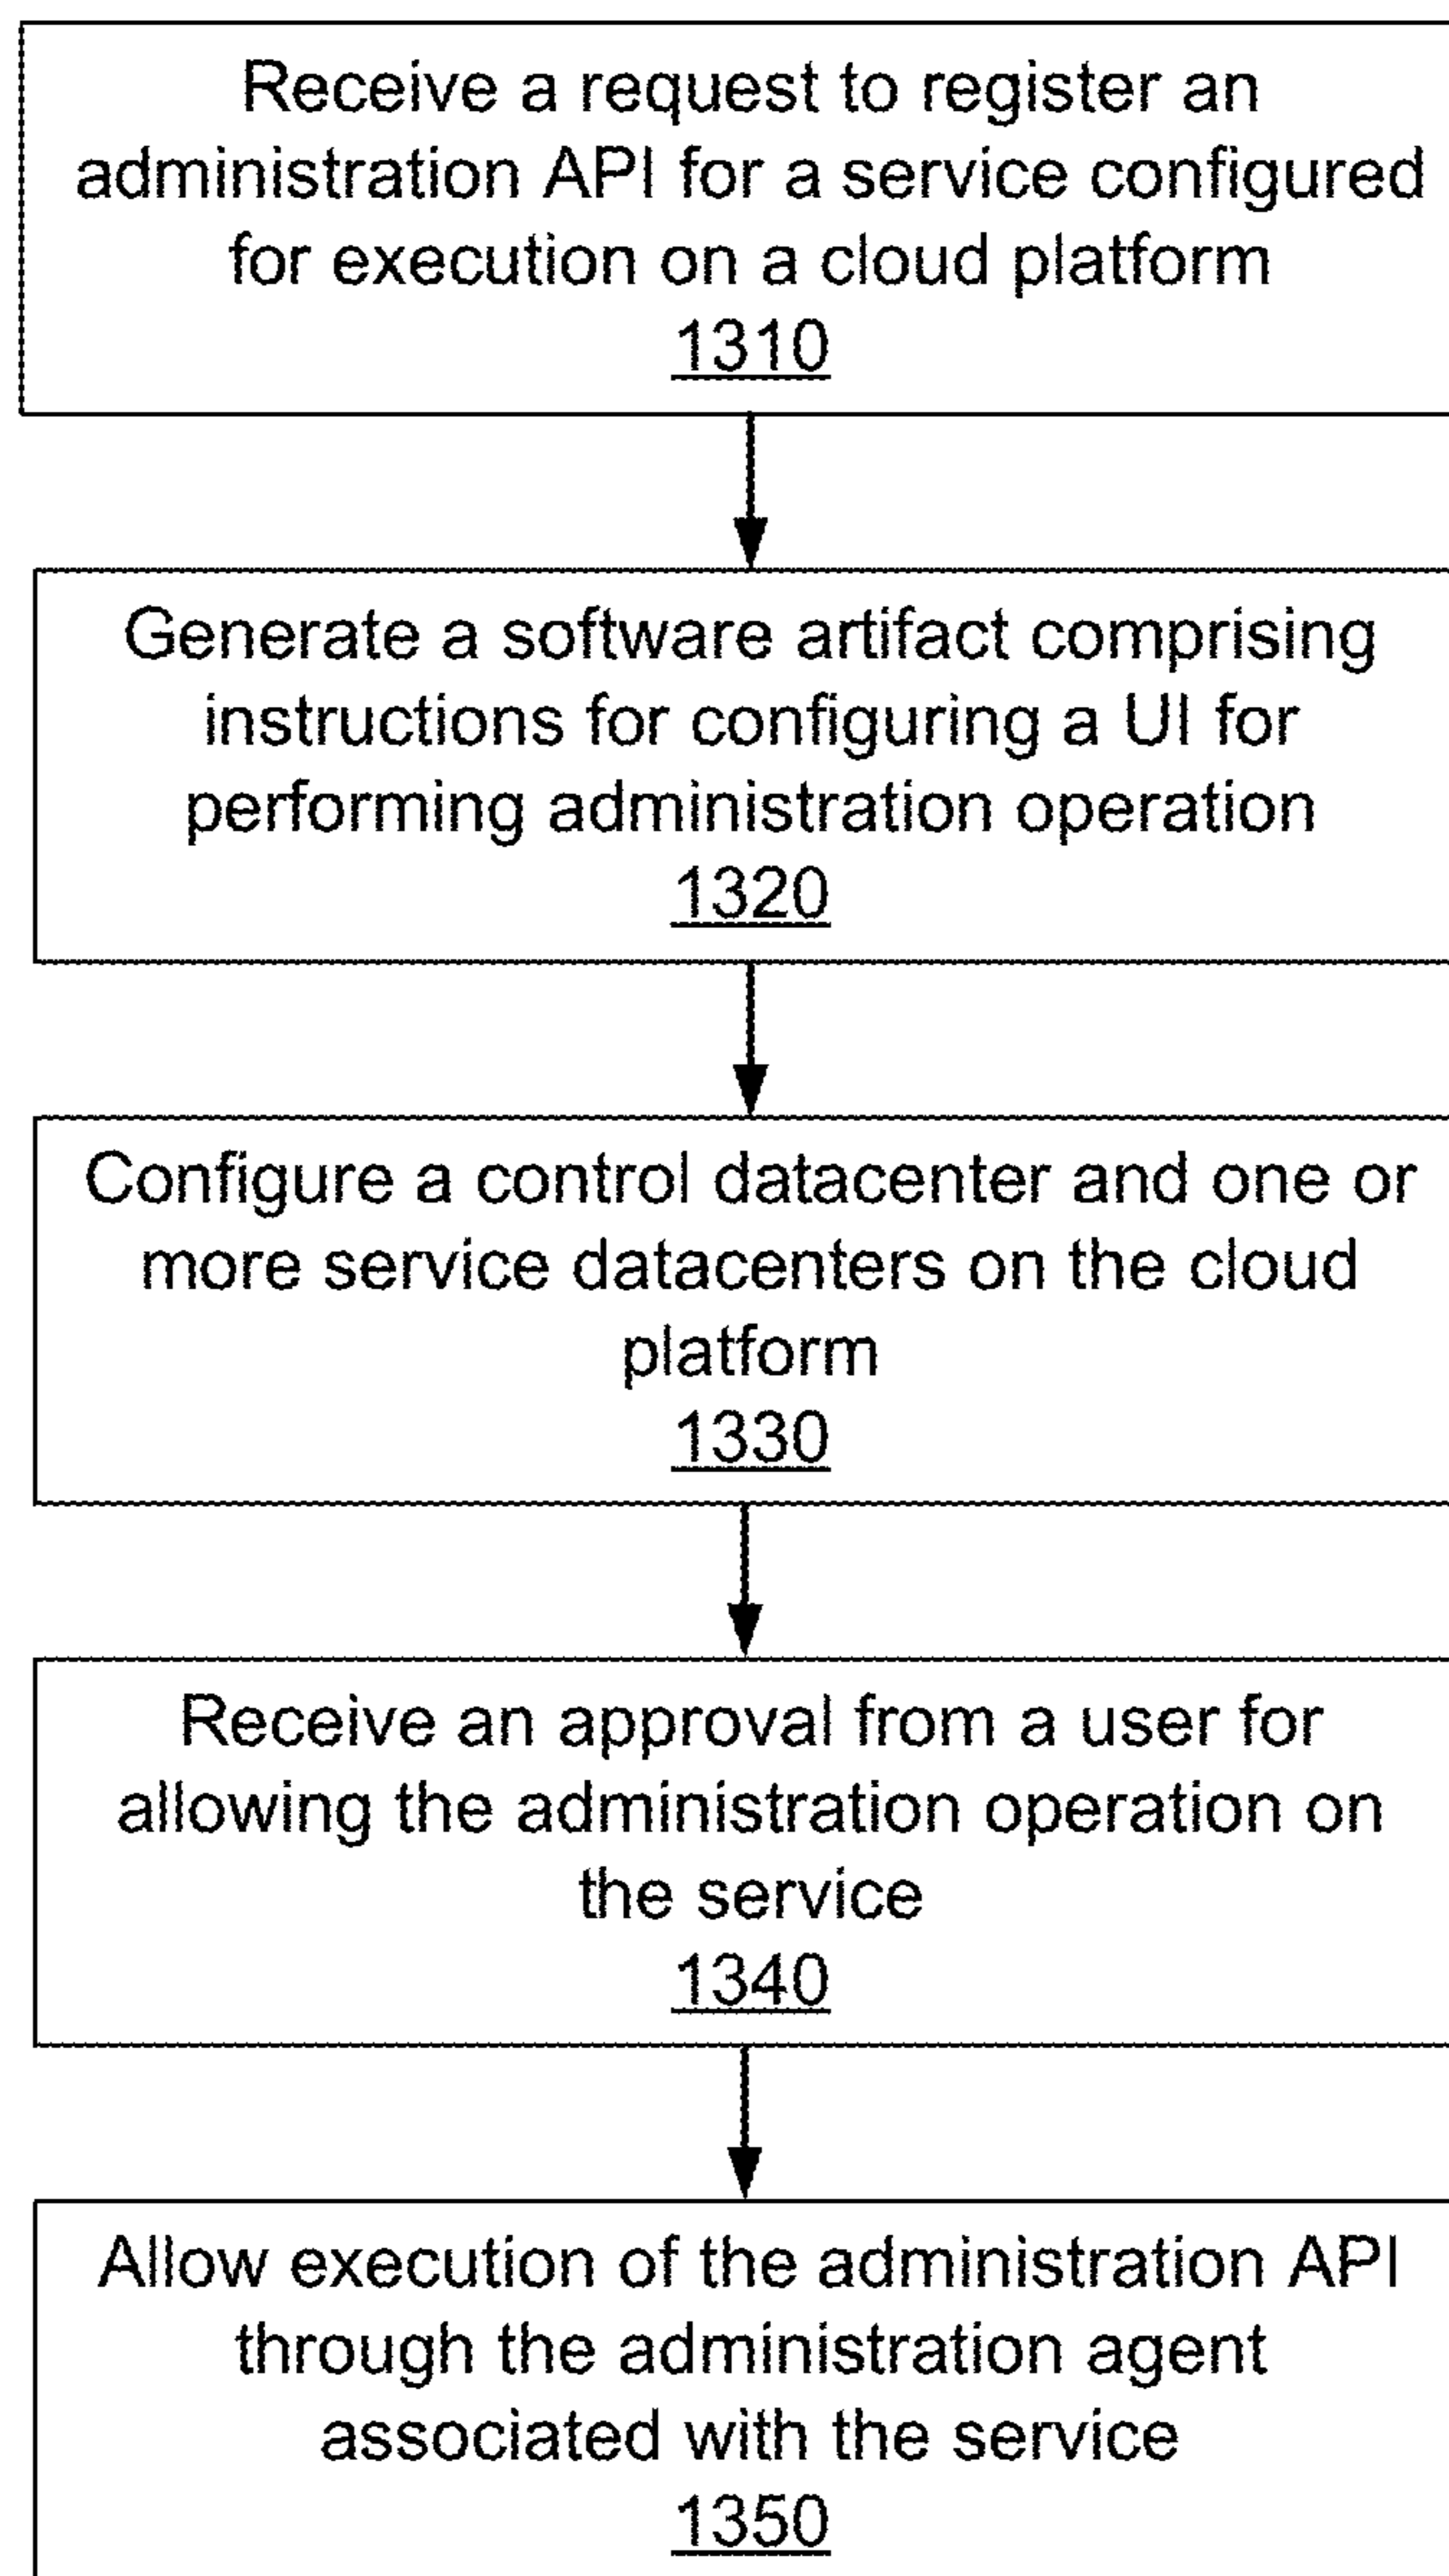 Receive a request to register an
administration API for a service configured
for execution on a cloud platform
1310
Generate a software artifact comprising
instructions for configuring a UI for
performing administration operation
1320
Configure a control datacenter and one or
more service datacenters on the cloud
platform
1330
Receive an approval from a user for
allowing the administration operation on
the service
1340
Allow execution of the administration API
through the administration agent
associated with the service
1350